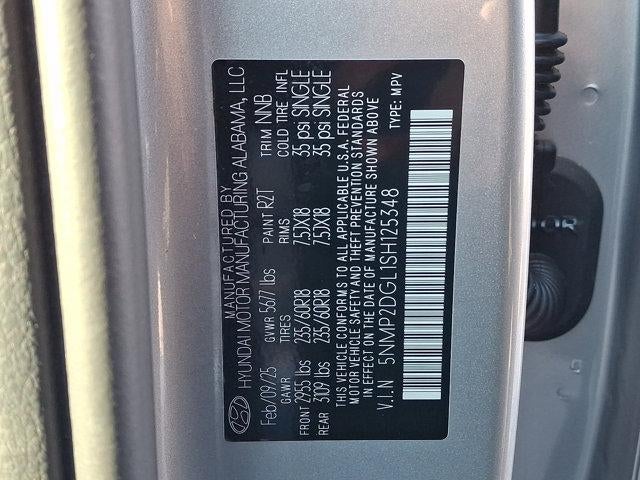 MANUFACTURED BY
HYUNDAI MOTOR MANUFACTURING ALABAMA, LLC
Feb/09/25 GVWR 5677 lbs PAINT R2T TRIM NNB
GAWR TIRES RIMS COLD TIRE INFL
FRONT 2955 lbs 235/60R18 7.5JX18 35 psi SINGLE
REAR 3109 lbs 235/60R18 7.5JX18 35 psi SINGLE
THIS VEHICLE CONFORMS TO ALL APPLICABLE U.S.A. FEDERAL
MOTOR VEHICLE SAFETY AND THEFT PREVENTION STANDARDS
IN EFFECT ON THE DATE OF MANUFACTURE SHOWN ABOVE
V.I.N 5NMP2DGL1SH125348 TYPE: MPV